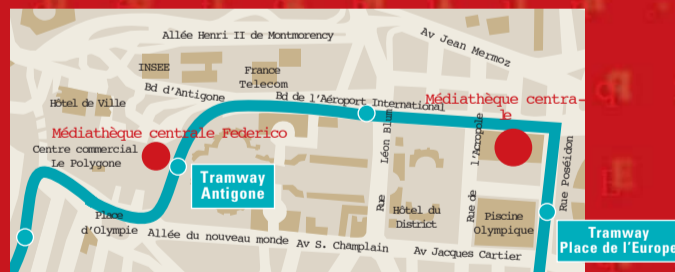 Allée Henri II de Montmorency
Av Jean Mermoz
INSEE
France
Telecom
Bd d'Antigone
Bd de l'Aéroport International
Hôtel de Ville
Médiathèque centra-
le
Médiathèque centrale Federico
Centre commercial
Le Polygone
Tramway
Antigone
Rue Léon Blum
Rue de l'Acropole
Rue Poséidon
Place
d'Olympie
Hôtel du
District
Piscine
Olympique
Allée du nouveau monde
Av S. Champlain
Av Jacques Cartier
Tramway
Place de l'Europe